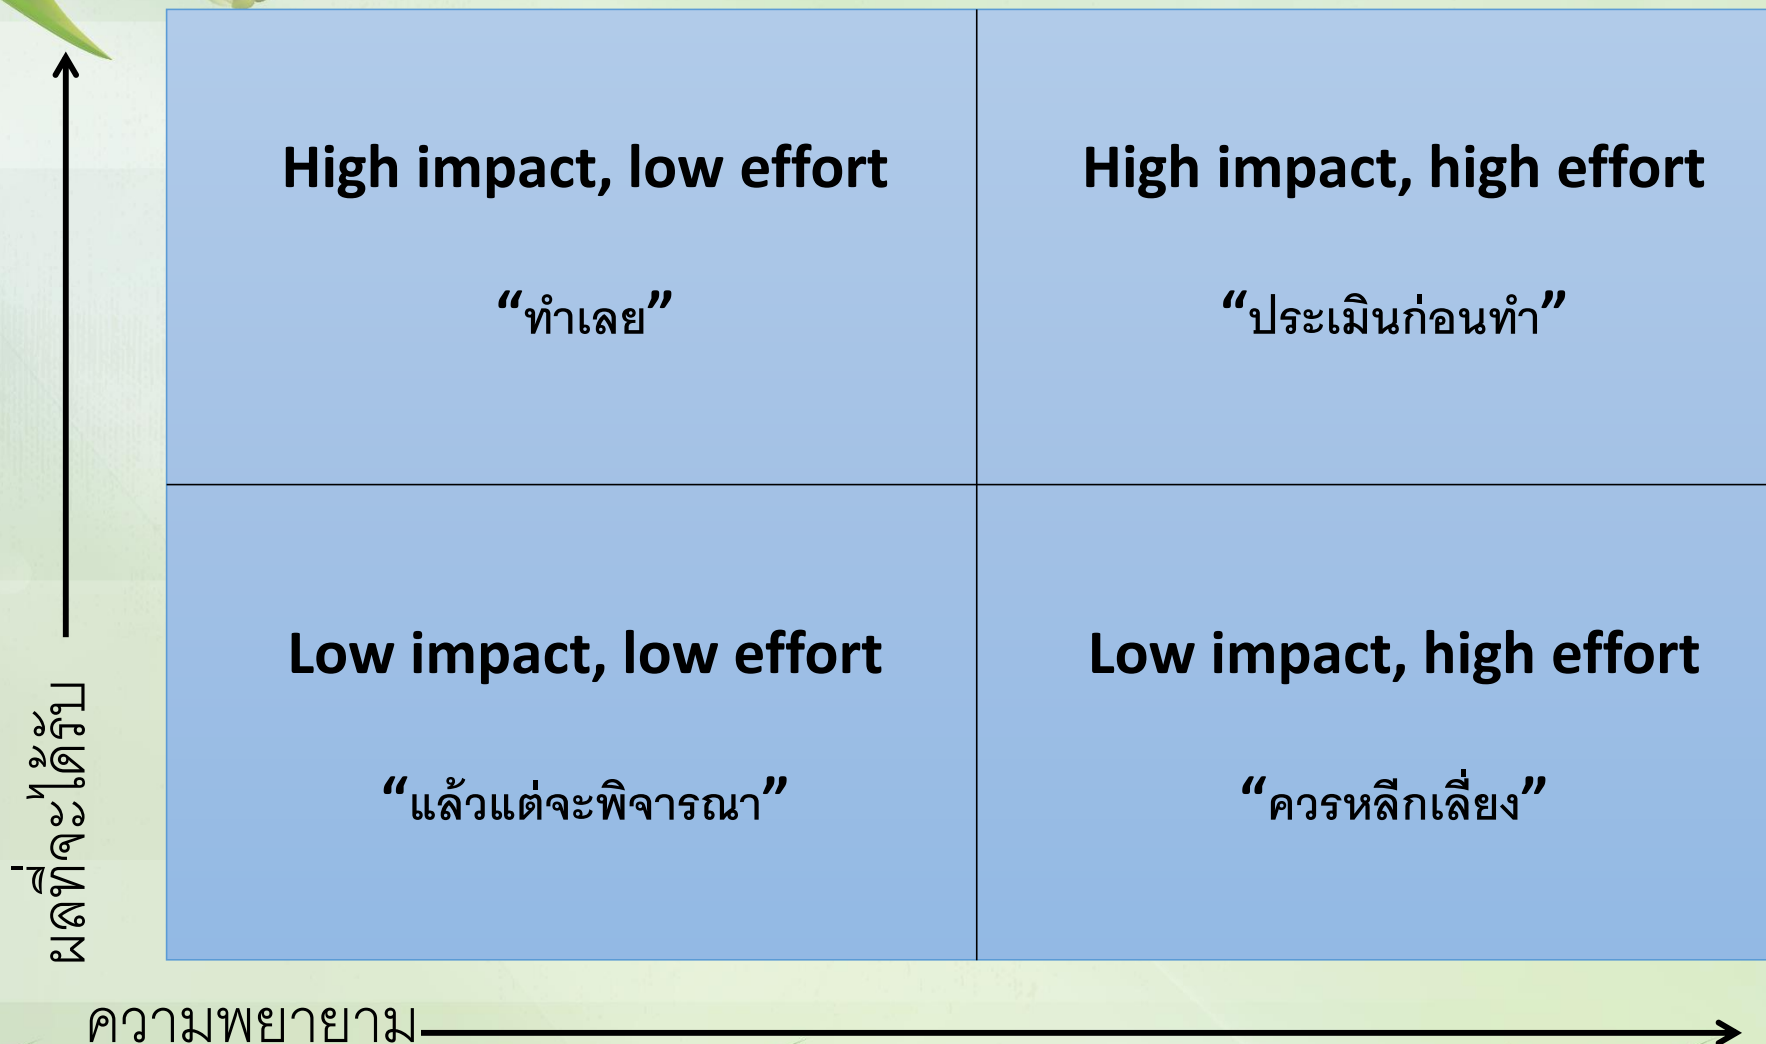 High impact, low effort
“ทำเลย”
High impact, high effort
“ประเมินก่อนทำ”
Low impact, low effort
“แล้วแต่จะพิจารณา”
Low impact, high effort
“ควรหลีกเลี่ยง”
ผลที่จะได้รับ
ความพยายาม